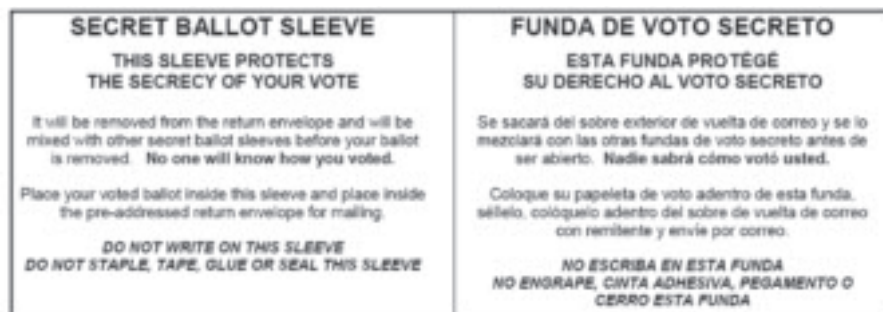 SECRET BALLOT SLEEVE
THIS SLEEVE PROTECTS
THE SECRECY OF YOUR VOTE
It will be removed from the return envelope and will be
mixed with other secret ballot sleeves before your ballot
is removed. No one will know how you voted.
Place your voted ballot inside this sleeve and place inside
the pre-addressed return envelope for mailing.
DO NOT WRITE ON THIS SLEEVE
DO NOT STAPLE, TAPE, GLUE OR SEAL THIS SLEEVE
FUNDA DE VOTO SECRETO
ESTA FUNDA PROTÉGÉ
SU DERECHO AL VOTO SECRETO
Se sacará del sobre exterior de vuelta de correo y se lo
mezclará con las otras fundas de voto secreto antes de
ser abierto. Nadie sabrá cómo votó usted.
Coloque su papeleta de voto adentro de esta funda,
séllelo, colóquelo adentro del sobre de vuelta de correo
con remitente y envíe por correo.
NO ESCRIBA EN ESTA FUNDA
NO ENGRAPE, CINTA ADHESIVA, PEGAMENTO O
CERRO ESTA FUNDA